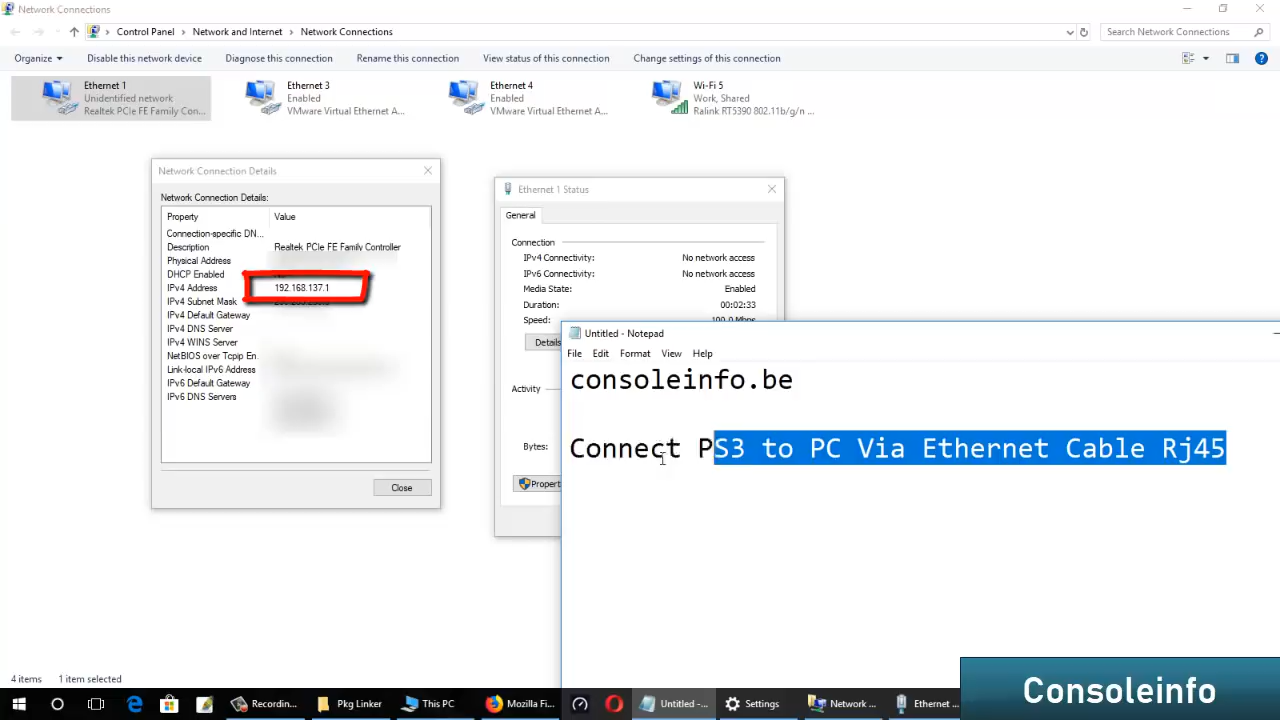 Network Connections
Control Panel > Network and Internet > Network Connections
Search Network Connections
Organize Disable this network device Diagnose this connection Rename this connection View status of this connection Change settings of this connection
Ethernet 1
Unidentified network
Realtek PCIe FE Family Con...
Ethernet 3
Enabled
VMware Virtual Ethernet A...
Ethernet 4
Enabled
VMware Virtual Ethernet A...
Wi-Fi 5
Work, Shared
Ralink RT5390 802.11b/g/n ...
Network Connection Details
Network Connection Details:
Property Value
Connection-specific DN...
Description Realtek PCIe FE Family Controller
Physical Address
DHCP Enabled
IPv4 Address 192.168.137.1
IPv4 Subnet Mask
IPv4 Default Gateway
IPv4 DNS Server
IPv4 WINS Server
NetBIOS over Tcpip En...
Link-local IPv6 Address
IPv6 Default Gateway
IPv6 DNS Servers
Close
Ethernet 1 Status
General
Connection
IPv4 Connectivity: No network access
IPv6 Connectivity: No network access
Media State: Enabled
Duration: 00:02:33
Speed: 100.0 Mbps
Details
Activity
Bytes:
Propert
Untitled - Notepad
File Edit Format View Help
consoleinfo.be
Connect PS3 to PC Via Ethernet Cable Rj45
4 items 1 item selected
Recordin... Pkg Linker This PC Mozilla Fi... Untitled -... Settings Network ... Ethernet ...
Consoleinfo